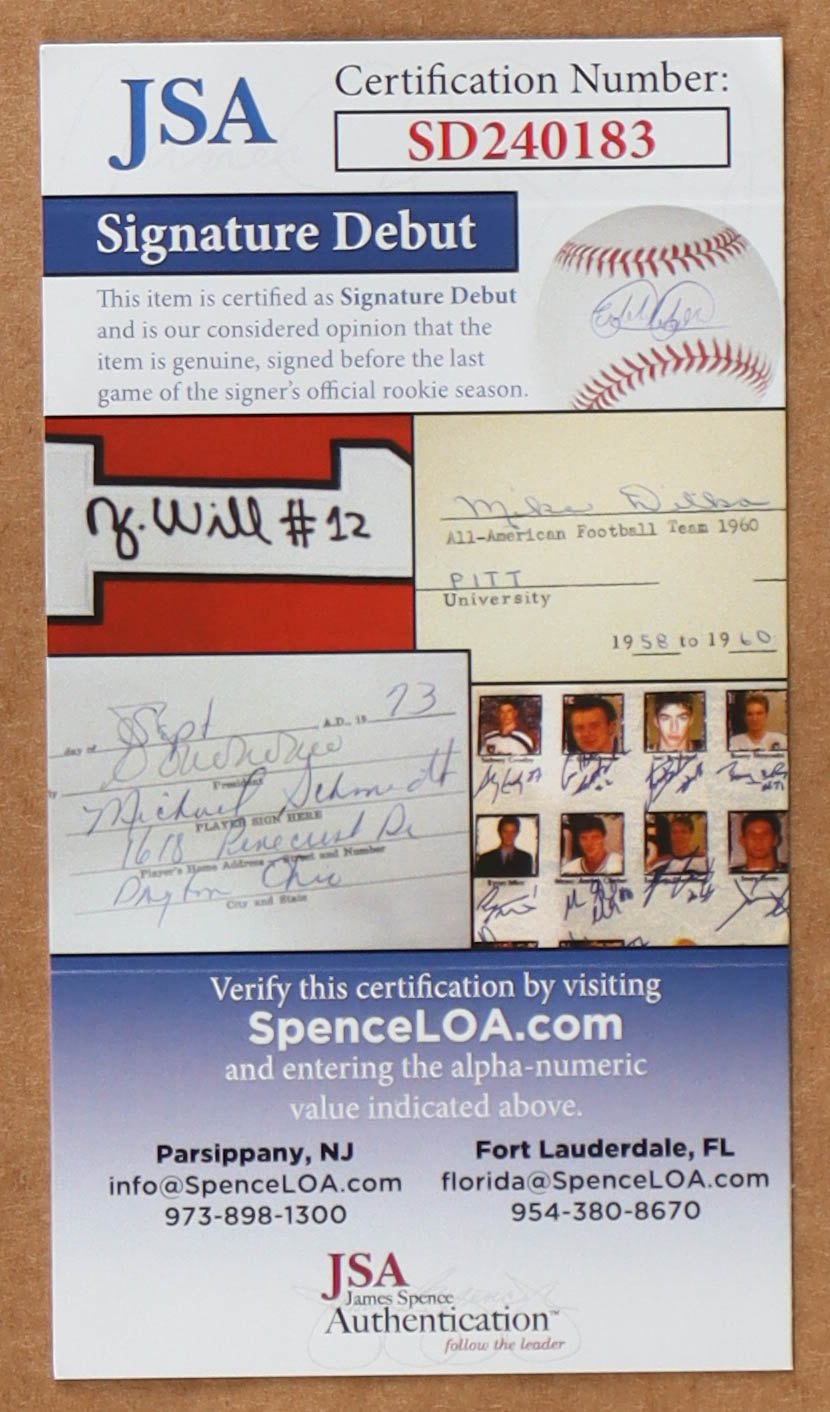 JSA
Certification Number:
SD240183
Signature Debut
This item is certified as Signature Debut
and is our considered opinion that the
item is genuine, signed before the last
game of the signer's official rookie season.
Z. Will #12
Mike Ditka
All-American Football Team 1960
PITT
University
1958 to 1960
day of Sept A.D., 19 73
President
Michael Schmidt
PLAYER SIGN HERE
1618 Pinecrest Dr
Player's Home Address - Street and Number
Dayton Ohio
City and State
Verify this certification by visiting
SpenceLOA.com
and entering the alpha-numeric
value indicated above.
Parsippany, NJ
info@SpenceLOA.com
973-898-1300
Fort Lauderdale, FL
florida@SpenceLOA.com
954-380-8670
JSA
James Spence
Authentication™
follow the leader